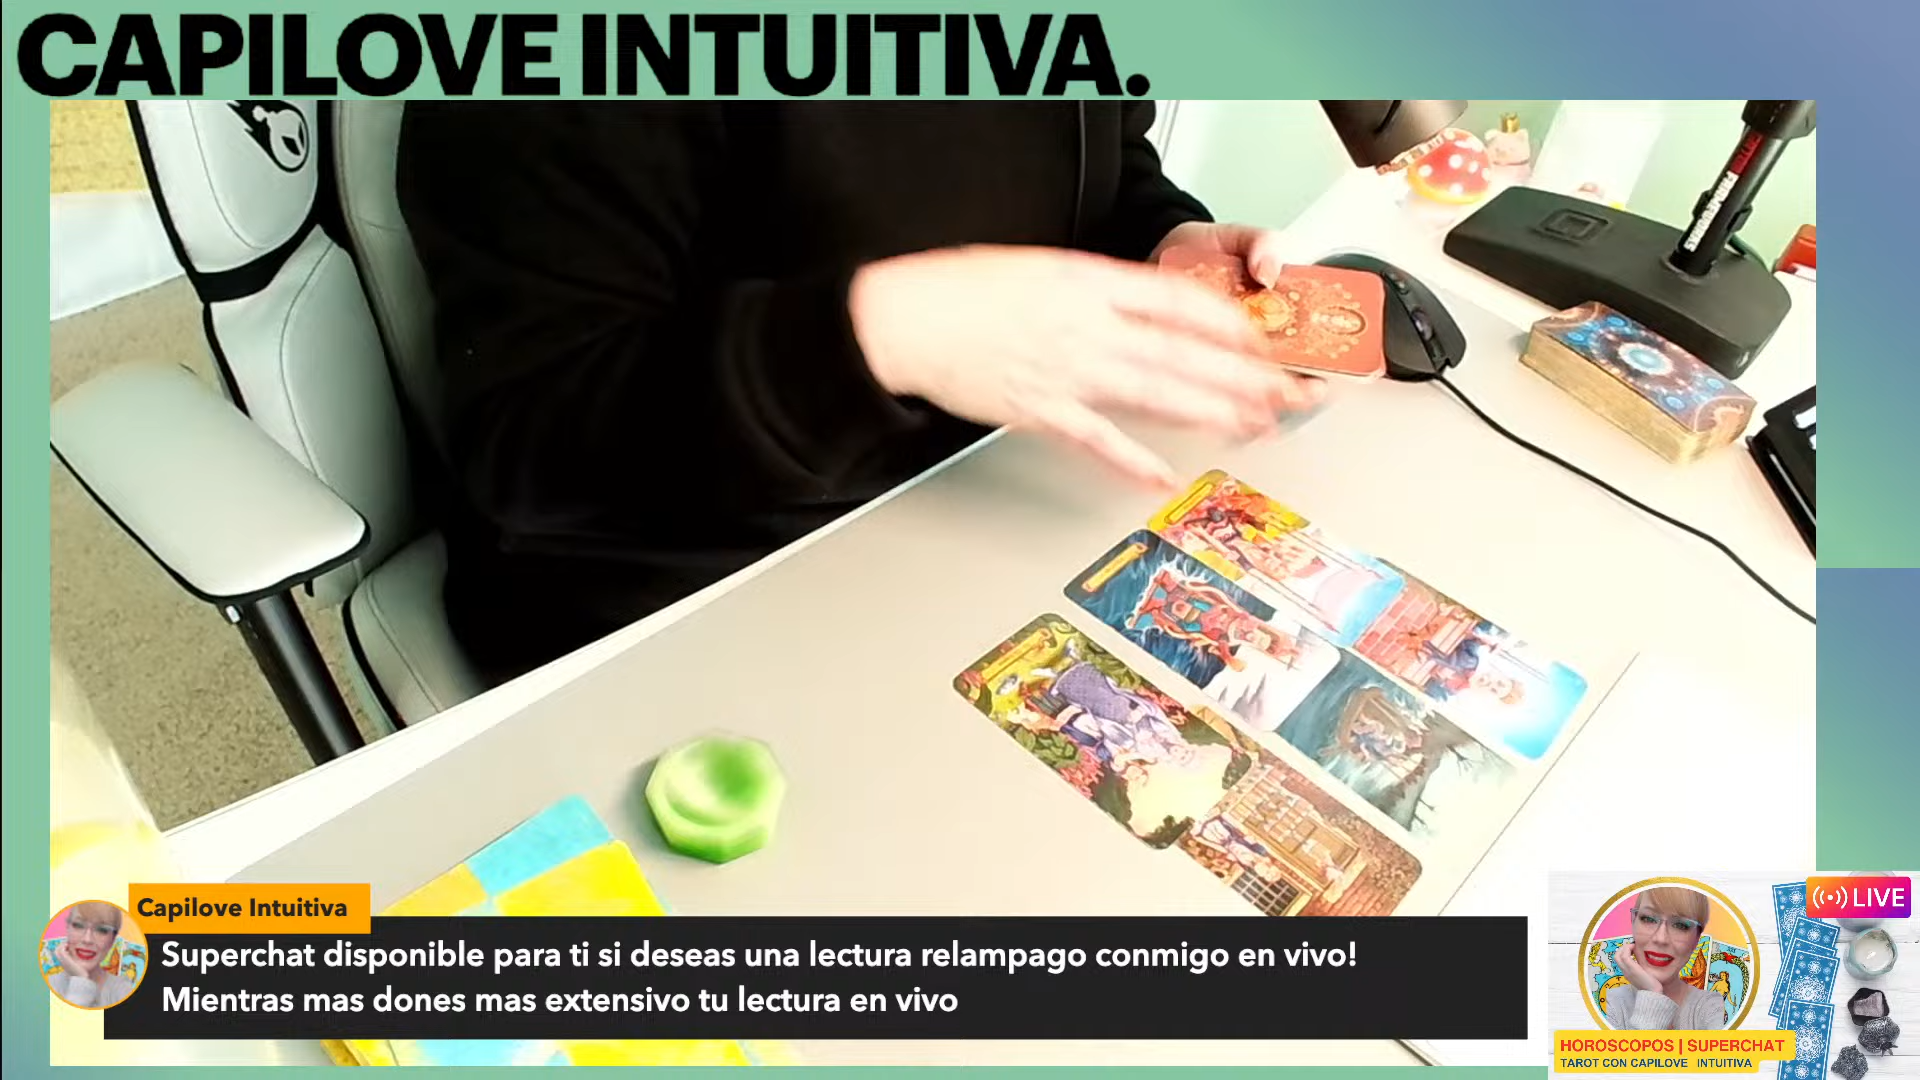 CAPILOVE INTUITIVA.
Capilove Intuitiva
Superchat disponible para ti si deseas una lectura relampago conmigo en vivo!
Mientras mas dones mas extensivo tu lectura en vivo
LIVE
HOROSCOPOS | SUPERCHAT
TAROT CON CAPILOVE INTUITIVA